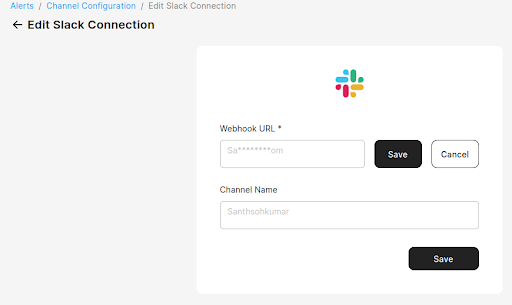 Alerts / Channel Configuration / Edit Slack Connection
← Edit Slack Connection
Webhook URL *
Sa********om Save Cancel
Channel Name
Santhsohkumar
Save